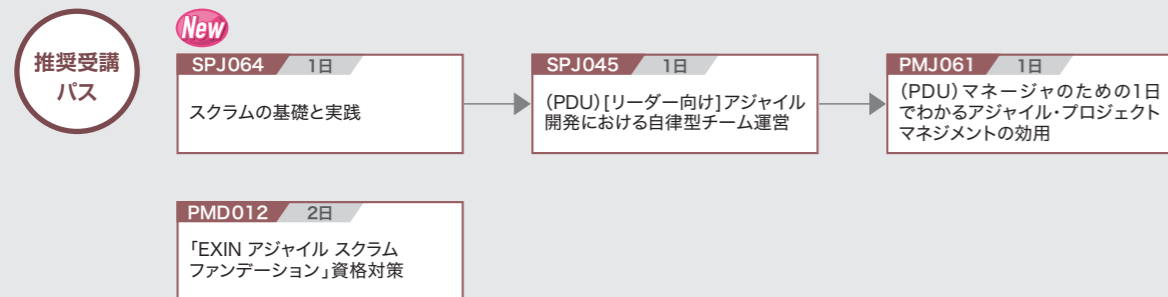 推奨受講
パス
New
SPJ064 1日
スクラムの基礎と実践
SPJ045 1日
(PDU)[リーダー向け]アジャイル
開発における自律型チーム運営
PMJ061 1日
(PDU)マネージャのための1日
でわかるアジャイル・プロジェクト
マネジメントの効用
PMD012 2日
「EXIN アジャイル スクラム
ファンデーション」資格対策